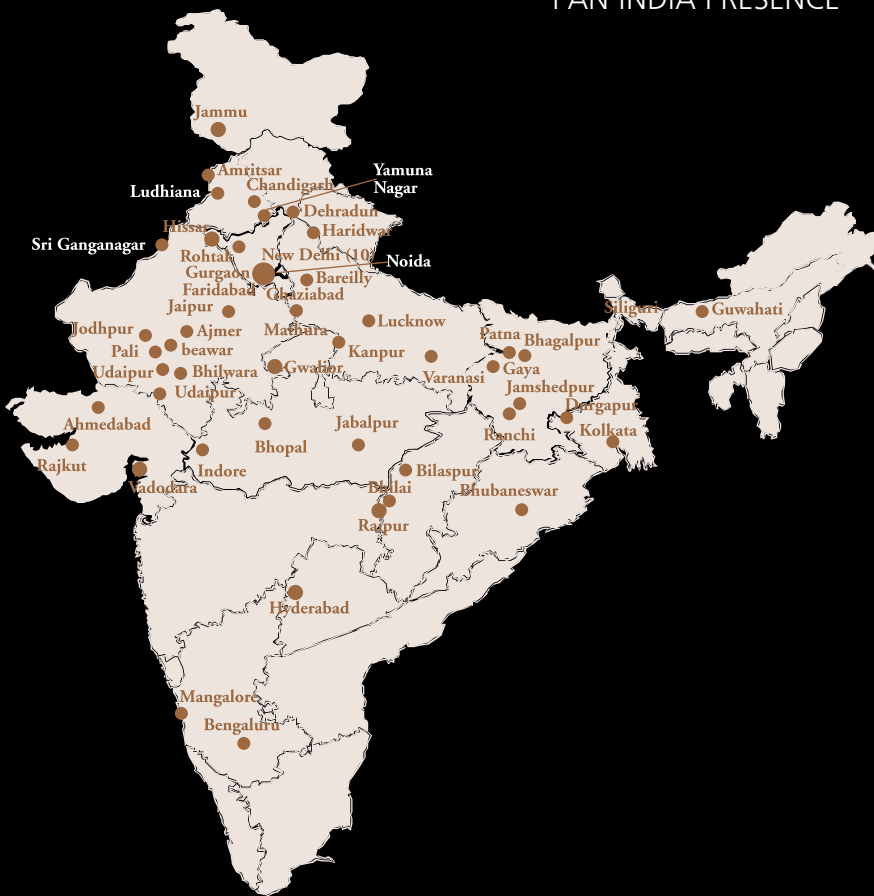 PAN INDIA PRESENCE
Jammu
Amritsar
Yamuna
Nagar
Chandigarh
Ludhiana
Dehradun
Hissar
Haridwar
Sri Ganganagar
Rohtak
New Delhi (10)
Noida
Gurgaon
Bareilly
Faridabad
Ghaziabad
Jaipur
Siliguri
Guwahati
Lucknow
Jodhpur
Ajmer
Mathura
Patna
Bhagalpur
Pali
beawar
Kanpur
Gwalior
Gaya
Udaipur
Bhilwara
Varanasi
Jamshedpur
Udaipur
Durgapur
Ahmedabad
Jabalpur
Kolkata
Ranchi
Bhopal
Rajkut
Indore
Bilaspur
Vadodara
Bhilai
Bhubaneswar
Raipur
Hyderabad
Mangalore
Bengaluru